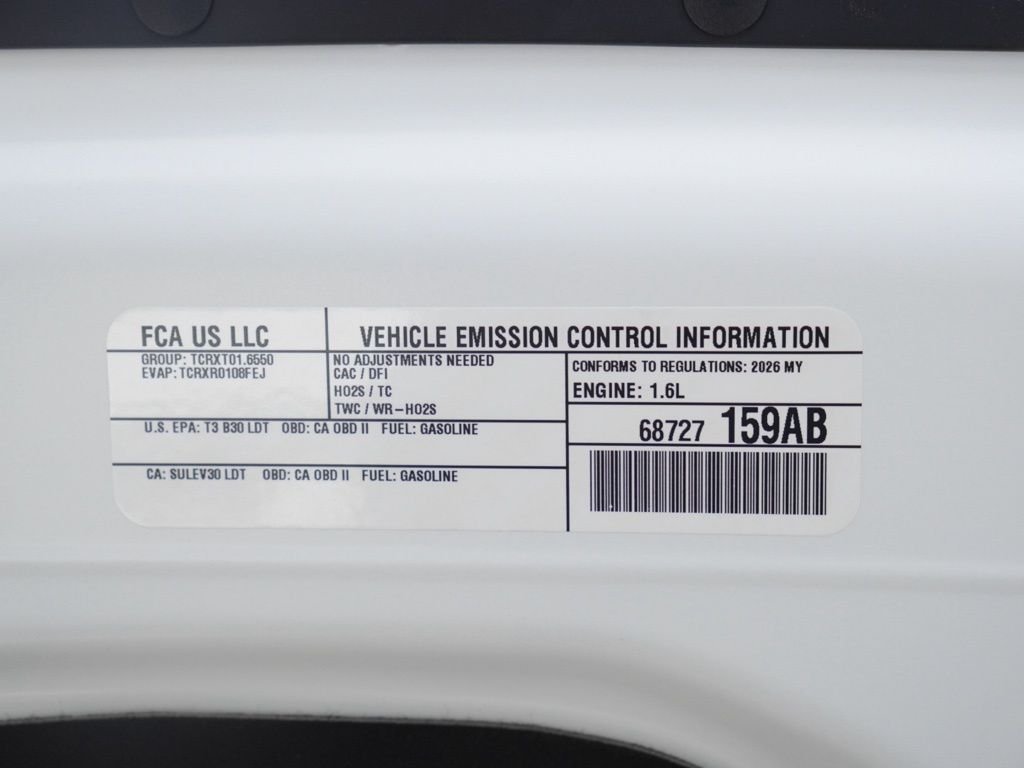 FCA US LLC
VEHICLE EMISSION CONTROL INFORMATION
GROUP: TCRXT01.6550
EVAP: TCRXR0108FEJ
NO ADJUSTMENTS NEEDED
CAC / DFI
HO2S / TC
TWC / WR-HO2S
CONFORMS TO REGULATIONS: 2026 MY
ENGINE: 1.6L
68727 159AB
U.S. EPA: T3 B30 LDT OBD: CA OBD II FUEL: GASOLINE
CA: SULEV30 LDT OBD: CA OBD II FUEL: GASOLINE